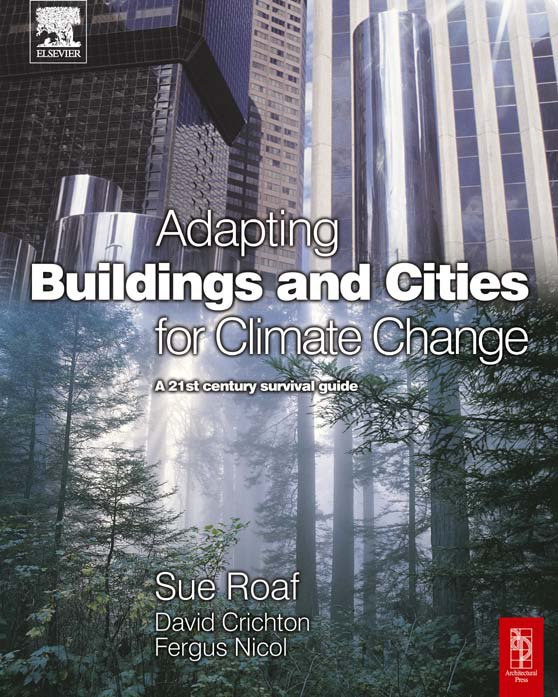 ELSEVIER
Adapting
Buildings and Cities
for Climate Change
A 21st century survival guide
Sue Roaf
David Crichton
Fergus Nicol
Architectural
Press